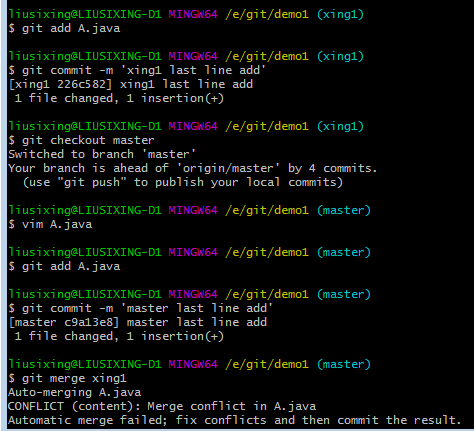 liusixing@LIUSIXING-D1 MINGW64 /e/git/demo1 (xing1)
$ git add A.java
liusixing@LIUSIXING-D1 MINGW64 /e/git/demo1 (xing1)
$ git commit -m 'xing1 last line add'
[xing1 226c582] xing1 last line add
 1 file changed, 1 insertion(+)
liusixing@LIUSIXING-D1 MINGW64 /e/git/demo1 (xing1)
$ git checkout master
Switched to branch 'master'
Your branch is ahead of 'origin/master' by 4 commits.
  (use "git push" to publish your local commits)
liusixing@LIUSIXING-D1 MINGW64 /e/git/demo1 (master)
$ vim A.java
liusixing@LIUSIXING-D1 MINGW64 /e/git/demo1 (master)
$ git add A.java
liusixing@LIUSIXING-D1 MINGW64 /e/git/demo1 (master)
$ git commit -m 'master last line add'
[master c9a13e8] master last line add
 1 file changed, 1 insertion(+)
liusixing@LIUSIXING-D1 MINGW64 /e/git/demo1 (master)
$ git merge xing1
Auto-merging A.java
CONFLICT (content): Merge conflict in A.java
Automatic merge failed; fix conflicts and then commit the result.